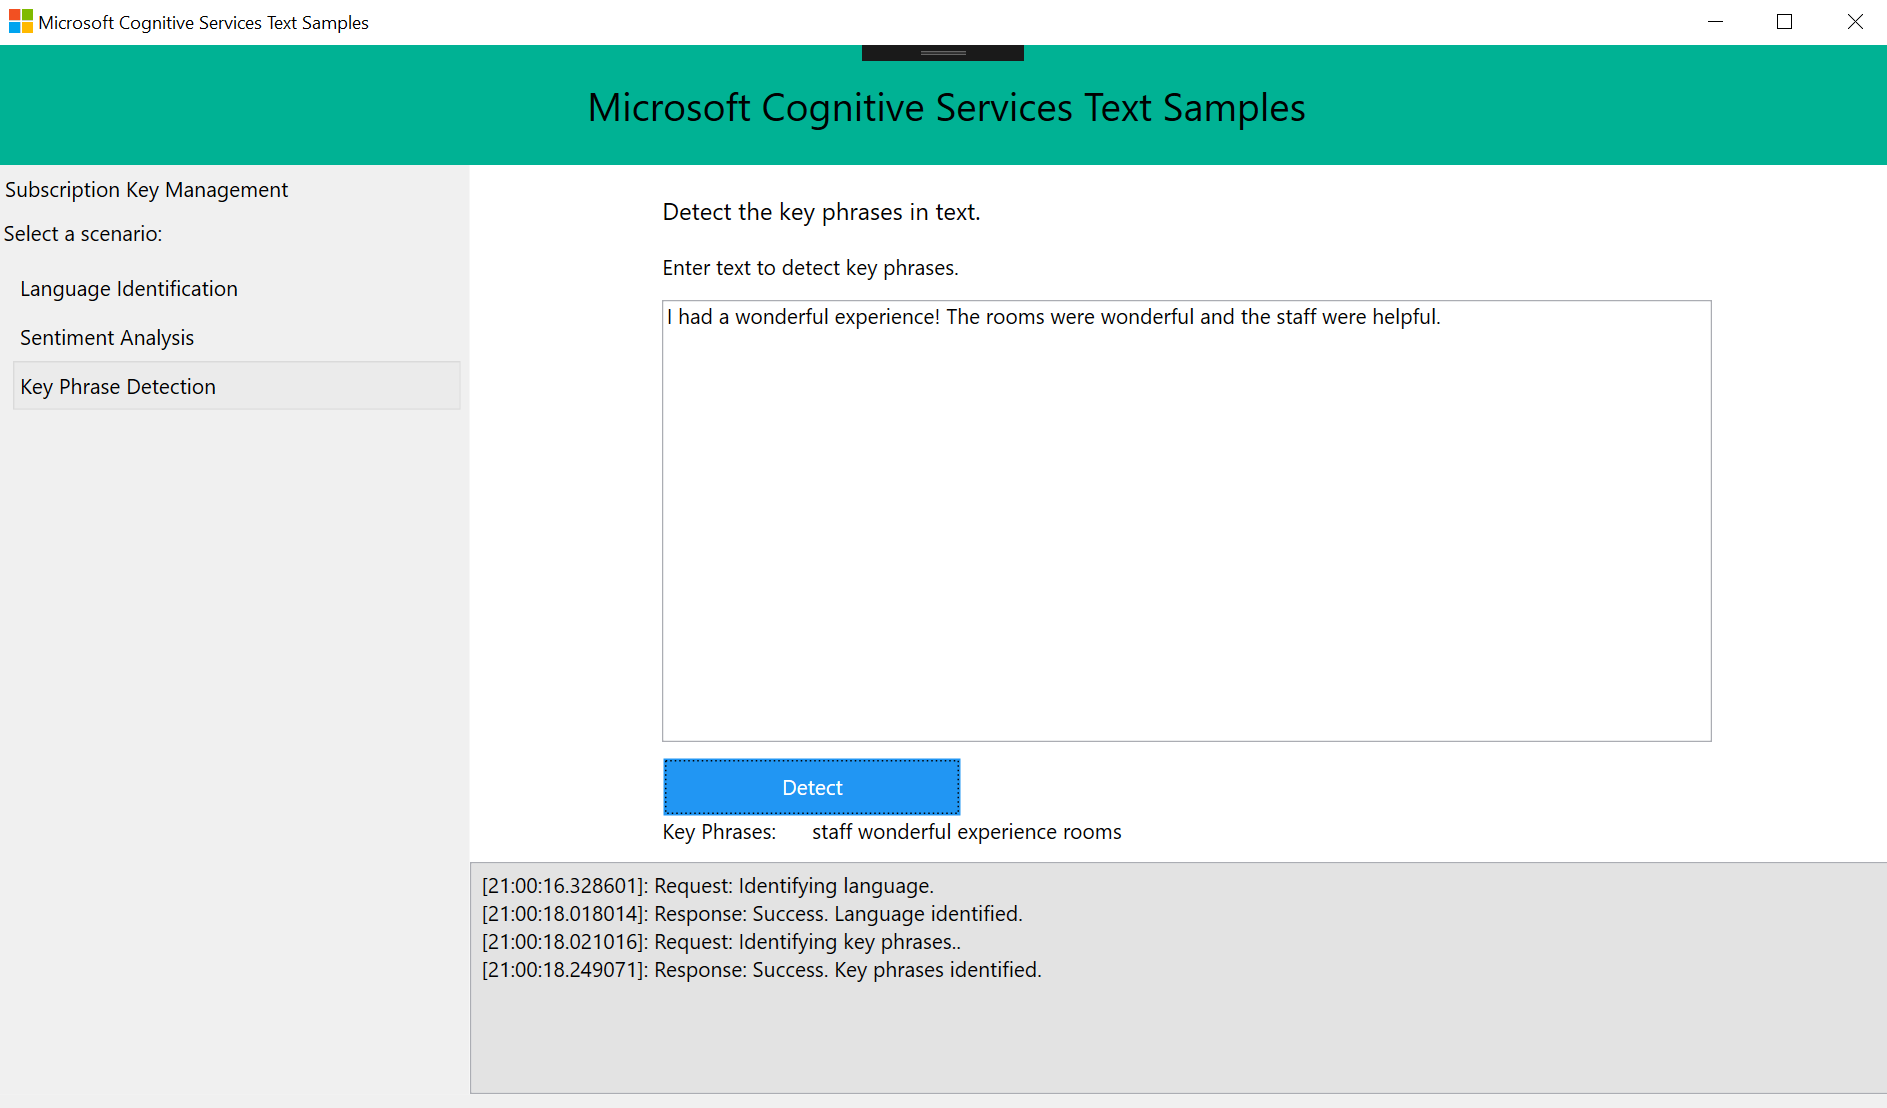 Microsoft Cognitive Services Text Samples
Microsoft Cognitive Services Text Samples
Subscription Key Management
Select a scenario:
Language Identification
Sentiment Analysis
Key Phrase Detection
Detect the key phrases in text.
Enter text to detect key phrases.
I had a wonderful experience! The rooms were wonderful and the staff were helpful.
Detect
Key Phrases: staff wonderful experience rooms
[21:00:16.328601]: Request: Identifying language.
[21:00:18.018014]: Response: Success. Language identified.
[21:00:18.021016]: Request: Identifying key phrases..
[21:00:18.249071]: Response: Success. Key phrases identified.